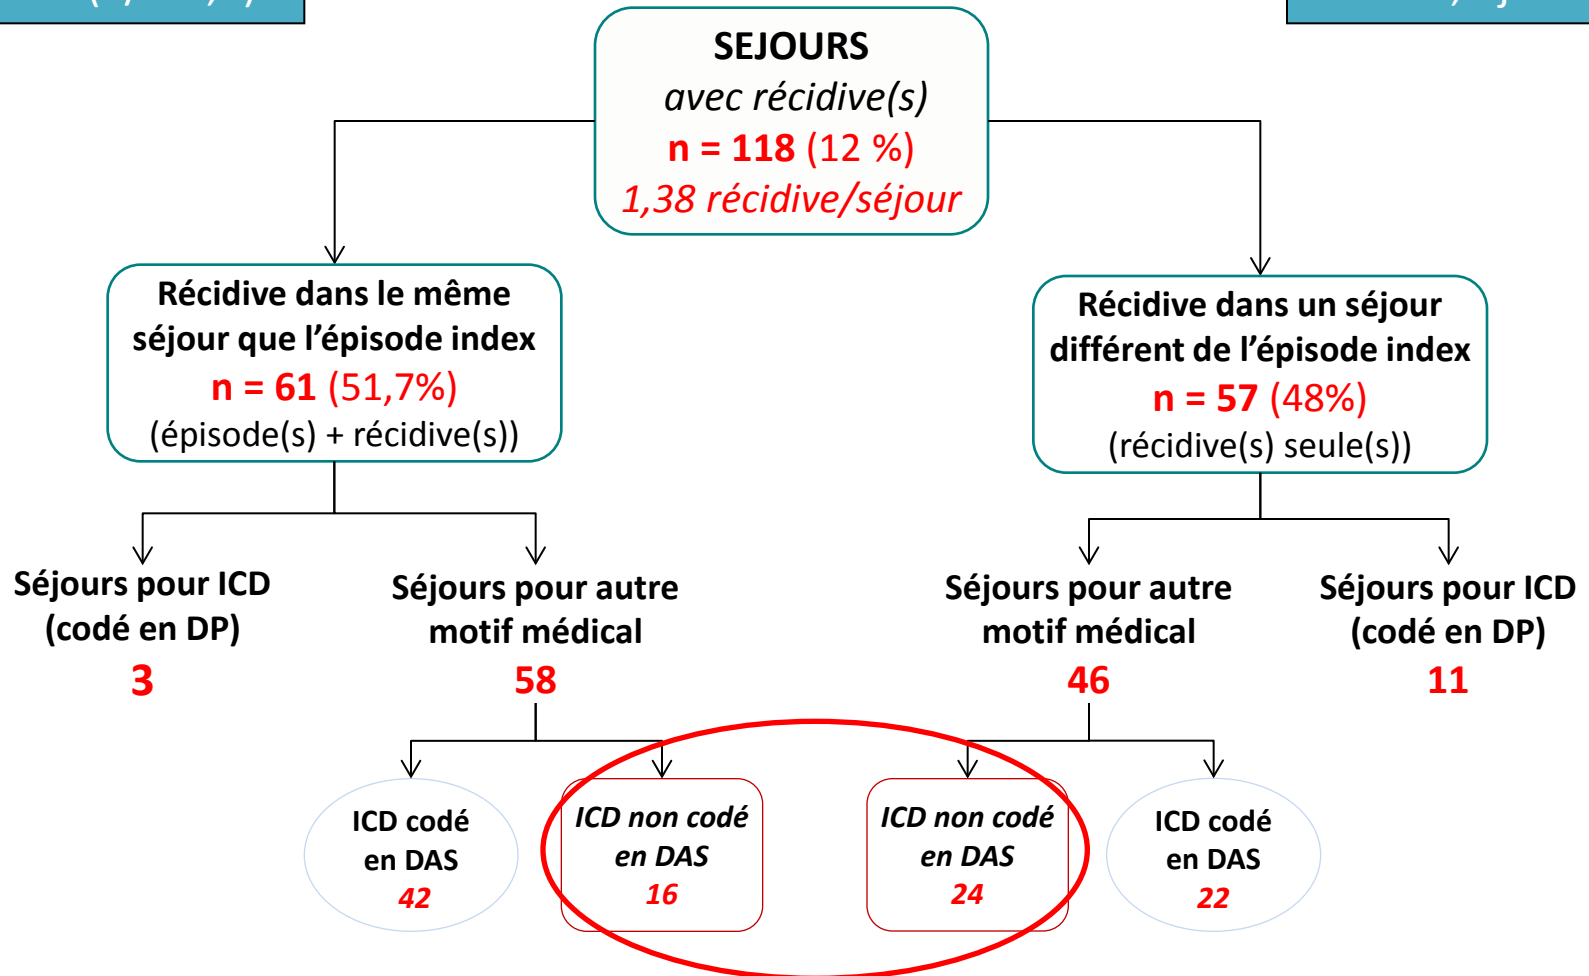 SEJOURS
avec récidive(s)
n = 118 (12 %)
1,38 récidive/séjour
Récidive dans le même
séjour que l’épisode index
n = 61 (51,7%)
(épisode(s) + récidive(s))
Récidive dans un séjour
différent de l’épisode index
n = 57 (48%)
(récidive(s) seule(s))
Séjours pour ICD
(codé en DP)
3
Séjours pour autre
motif médical
58
Séjours pour autre
motif médical
46
Séjours pour ICD
(codé en DP)
11
ICD codé
en DAS
42
ICD non codé
en DAS
16
ICD non codé
en DAS
24
ICD codé
en DAS
22